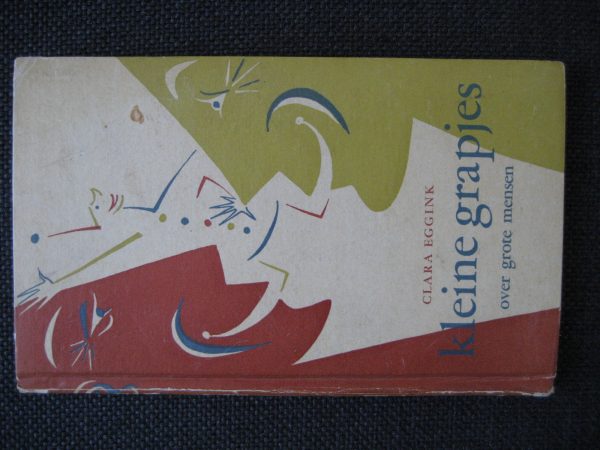 CLARA EGGINK
kleine grapjes
over grote mensen